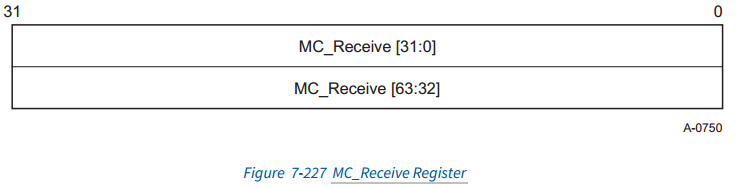 31 0
MC_Receive [31:0]
MC_Receive [63:32]
A-0750
Figure 7-227 MC_Receive Register